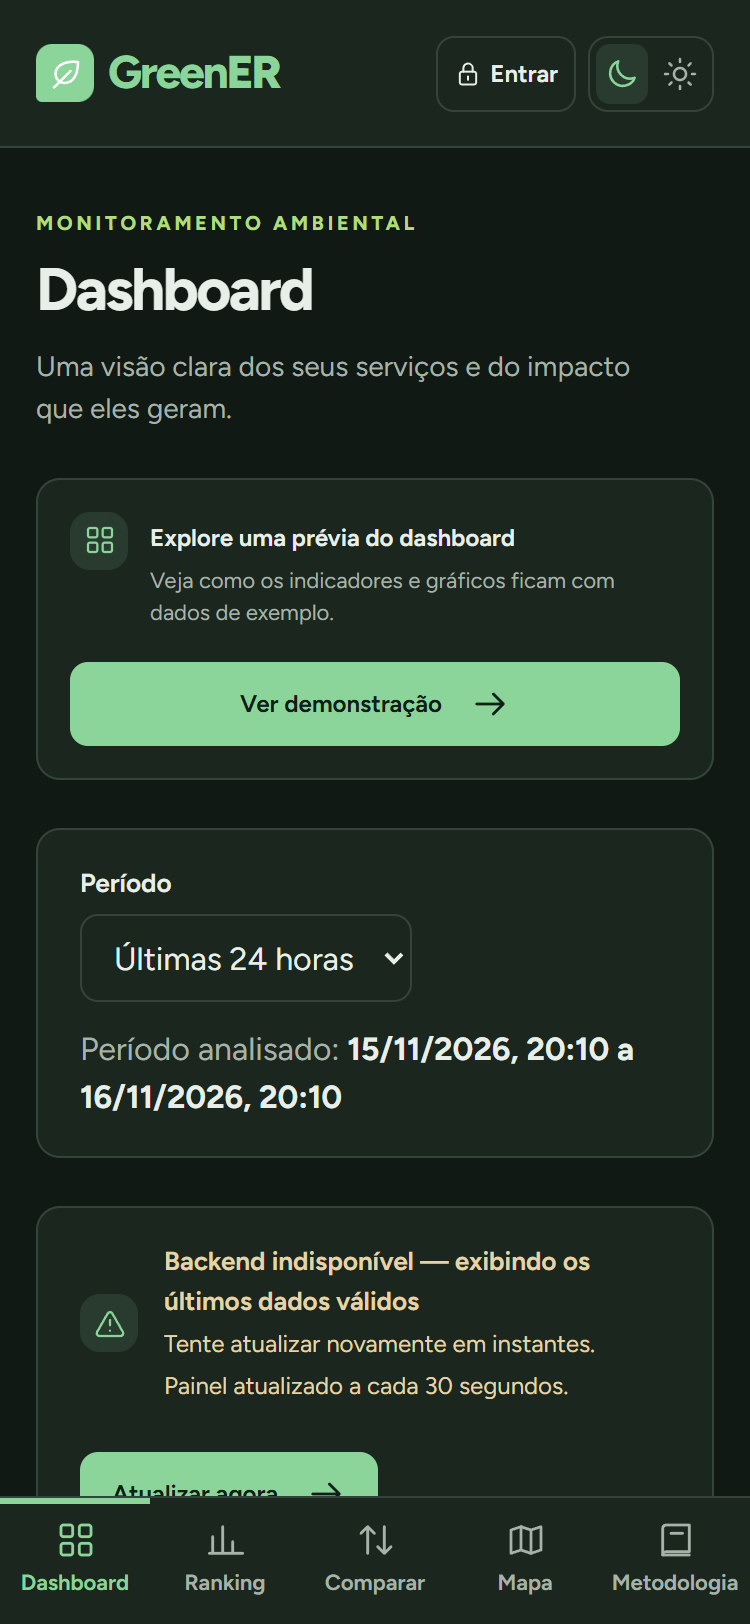 GreenER
Entrar
MONITORAMENTO AMBIENTAL
Dashboard
Uma visão clara dos seus serviços e do impacto
que eles geram.
Explore uma prévia do dashboard
Veja como os indicadores e gráficos ficam com
dados de exemplo.
Ver demonstração
Período
Últimas 24 horas
Período analisado: 15/11/2026, 20:10 a
16/11/2026, 20:10
Backend indisponível — exibindo os
últimos dados válidos
Tente atualizar novamente em instantes.
Painel atualizado a cada 30 segundos.
Atualizar agora
Dashboard
Ranking
Comparar
Mapa
Metodologia